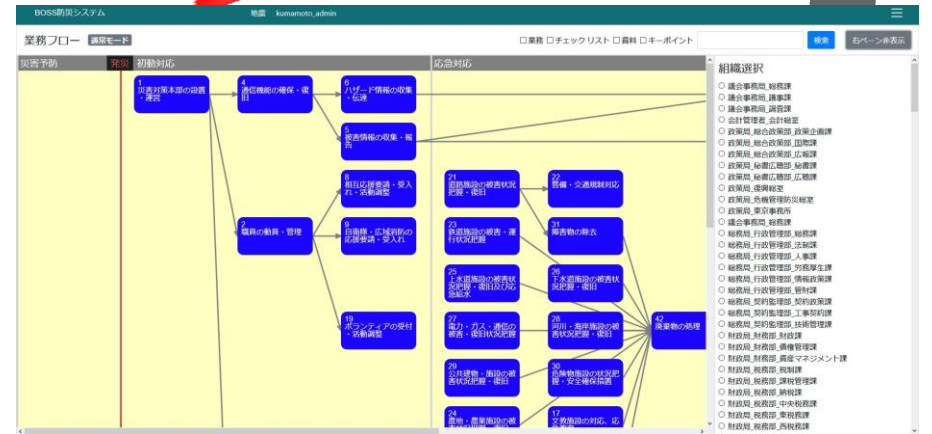 BOSS防災システム 地震 kumamoto_admin
業務フロー 通常モード
□業務 □チェックリスト □資料 □キーポイント 検索 右ペーン非表示
災害予防 発災 初動対応 応急対応
1
災害対策本部の設置
・運営
4
通信機能の確保・復
旧
6
ハザード情報の収集
・伝達
5
被害情報の収集・報
告
8
相互応援要請・受入
れ・活動調整
2
職員の動員・管理
9
自衛隊・広域消防の
応援要請・受入れ
19
ボランティアの受付
・活動調整
21
道路施設の被害状況
把握・復旧
22
警備・交通規制対応
23
鉄道施設の被害・運
行状況把握
31
障害物の除去
25
上水道施設の被害状
況把握・復旧及び応
急給水
26
下水道施設の被害状
況把握・復旧
27
電力・ガス・通信の
被害・復旧状況把握
28
河川・海岸施設の被
害状況把握・復旧
42
廃棄物の処理
29
公共建物・施設の被
害状況把握・復旧
30
危険物施設の状況把
握・安全確保措置
24
農地・農業施設の被
17
文教施設の対応、応
組織選択
議会事務局_総務課
議会事務局_議事課
議会事務局_調査課
会計管理者_会計総室
政策局_総合政策部_政策企画課
政策局_総合政策部_国際課
政策局_総合政策部_広報課
政策局_秘書広聴部_秘書課
政策局_秘書広聴部_広聴課
政策局_復興総室
政策局_危機管理防災総室
政策局_東京事務所
議会事務局_総務課
総務局_行政管理部_総務課
総務局_行政管理部_法制課
総務局_行政管理部_人事課
総務局_行政管理部_労務厚生課
総務局_行政管理部_情報政策課
総務局_行政管理部_管財課
総務局_契約監理部_契約政策課
総務局_契約監理部_工事契約課
総務局_契約監理部_技術管理課
財政局_財務部_財政課
財政局_財務部_債権管理課
財政局_財務部_資産マネジメント課
財政局_税務部_税制課
財政局_税務部_課税管理課
財政局_税務部_納税課
財政局_税務部_中央税務課
財政局_税務部_東税務課
財政局_税務部_西税務課